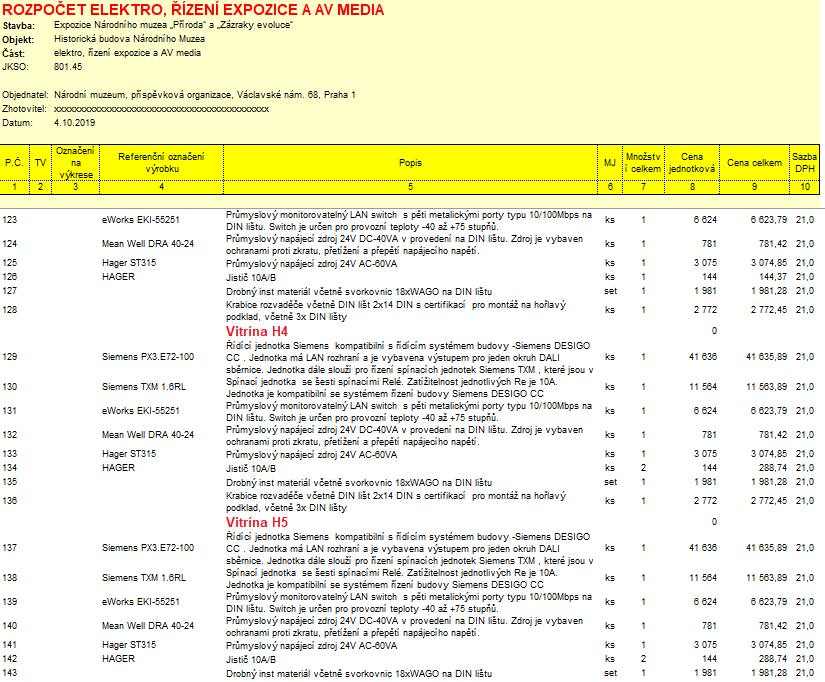 ROZPOČET ELEKTRO, ŘÍZENÍ EXPOZICE A AV MEDIA
Stavba: Expozice Národního muzea „Příroda“ a „Zázraky evoluce“
Objekt: Historická budova Národního Muzea
Část: elektro, řízení expozice a AV media
JKSO: 801.45
Objednatel: Národní muzeum, příspěvková organizace, Václavské nám. 68, Praha 1
Zhotovitel:
Datum: 4.10.2019
P.Č. TV Označení na výkrese Referenční označení výrobku Popis MJ Množství celkem Cena jednotková Cena celkem Sazba DPH
1 2 3 4 5 6 7 8 9 10
123 eWorks EKI-55251 Průmyslový monitorovatelný LAN switch s pěti metalickými porty typu 10/100Mbps na ks 1 6 624 6 623,79 21,0
DIN lištu. Switch je určen pro provozní teploty -40 až +75 stupňů.
124 Mean Well DRA 40-24 Průmyslový napájecí zdroj 24V DC-40VA v provedení na DIN lištu. Zdroj je vybaven ks 1 781 781,42 21,0
ochranami proti zkratu, přetížení a přepětí napájecího napětí.
125 Hager ST315 Průmyslový napájecí zdroj 24V AC-60VA ks 1 3 075 3 074,85 21,0
126 HAGER Jistič 10A/B ks 1 144 144,37 21,0
127 Drobný inst materiál včetně svorkovnic 18xWAGO na DIN lištu set 1 1 981 1 981,28 21,0
128 Krabice rozvaděče včetně DIN lišt 2x14 DIN s certifikací pro montáž na hořlavý ks 1 2 772 2 772,45 21,0
podklad, včetně 3x DIN lišty
Vitrína H4 0
129 Siemens PX3.E72-100 Řídící jednotka Siemens kompatibilní s řídícím systémem budovy -Siemens DESIGO ks 1 41 636 41 635,89 21,0
CC . Jednotka má LAN rozhraní a je vybavena výstupem pro jeden okruh DALI
sběrnice. Jednotka dále slouží pro řízení spínacích jednotek Siemens TXM , které jsou v
130 Siemens TXM 1.6RL Spínací jednotka se šesti spínacími Relé. Zatížitelnost jednotlivých Re je 10A. ks 1 11 564 11 563,89 21,0
Jednotka je kompatibilní se systémem řízení budovy Siemens DESIGO CC
131 eWorks EKI-55251 Průmyslový monitorovatelný LAN switch s pěti metalickými porty typu 10/100Mbps na ks 1 6 624 6 623,79 21,0
DIN lištu. Switch je určen pro provozní teploty -40 až +75 stupňů.
132 Mean Well DRA 40-24 Průmyslový napájecí zdroj 24V DC-40VA v provedení na DIN lištu. Zdroj je vybaven ks 1 781 781,42 21,0
ochranami proti zkratu, přetížení a přepětí napájecího napětí.
133 Hager ST315 Průmyslový napájecí zdroj 24V AC-60VA ks 1 3 075 3 074,85 21,0
134 HAGER Jistič 10A/B ks 2 144 288,74 21,0
135 Drobný inst materiál včetně svorkovnic 18xWAGO na DIN lištu set 1 1 981 1 981,28 21,0
136 Krabice rozvaděče včetně DIN lišt 2x14 DIN s certifikací pro montáž na hořlavý ks 1 2 772 2 772,45 21,0
podklad, včetně 3x DIN lišty
Vitrína H5 0
137 Siemens PX3.E72-100 Řídící jednotka Siemens kompatibilní s řídícím systémem budovy -Siemens DESIGO ks 1 41 636 41 635,89 21,0
CC . Jednotka má LAN rozhraní a je vybavena výstupem pro jeden okruh DALI
sběrnice. Jednotka dále slouží pro řízení spínacích jednotek Siemens TXM , které jsou v
138 Siemens TXM 1.6RL Spínací jednotka se šesti spínacími Relé. Zatížitelnost jednotlivých Re je 10A. ks 1 11 564 11 563,89 21,0
Jednotka je kompatibilní se systémem řízení budovy Siemens DESIGO CC
139 eWorks EKI-55251 Průmyslový monitorovatelný LAN switch s pěti metalickými porty typu 10/100Mbps na ks 1 6 624 6 623,79 21,0
DIN lištu. Switch je určen pro provozní teploty -40 až +75 stupňů.
140 Mean Well DRA 40-24 Průmyslový napájecí zdroj 24V DC-40VA v provedení na DIN lištu. Zdroj je vybaven ks 1 781 781,42 21,0
ochranami proti zkratu, přetížení a přepětí napájecího napětí.
141 Hager ST315 Průmyslový napájecí zdroj 24V AC-60VA ks 1 3 075 3 074,85 21,0
142 HAGER Jistič 10A/B ks 2 144 288,74 21,0
143 Drobný inst materiál včetně svorkovnic 18xWAGO na DIN lištu set 1 1 981 1 981,28 21,0